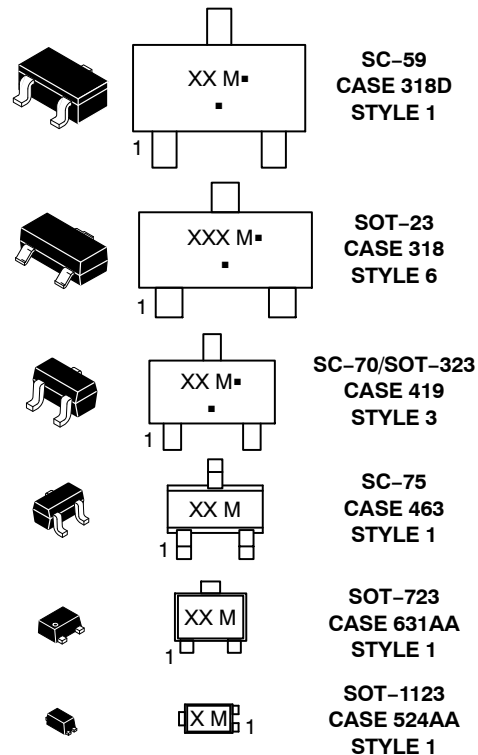 XX M▪
▪
1
SC−59
CASE 318D
STYLE 1
XXX M▪
▪
1
SOT−23
CASE 318
STYLE 6
XX M▪
▪
1
SC−70/SOT−323
CASE 419
STYLE 3
XX M
1
SC−75
CASE 463
STYLE 1
XX M
1
SOT−723
CASE 631AA
STYLE 1
X M
1
SOT−1123
CASE 524AA
STYLE 1